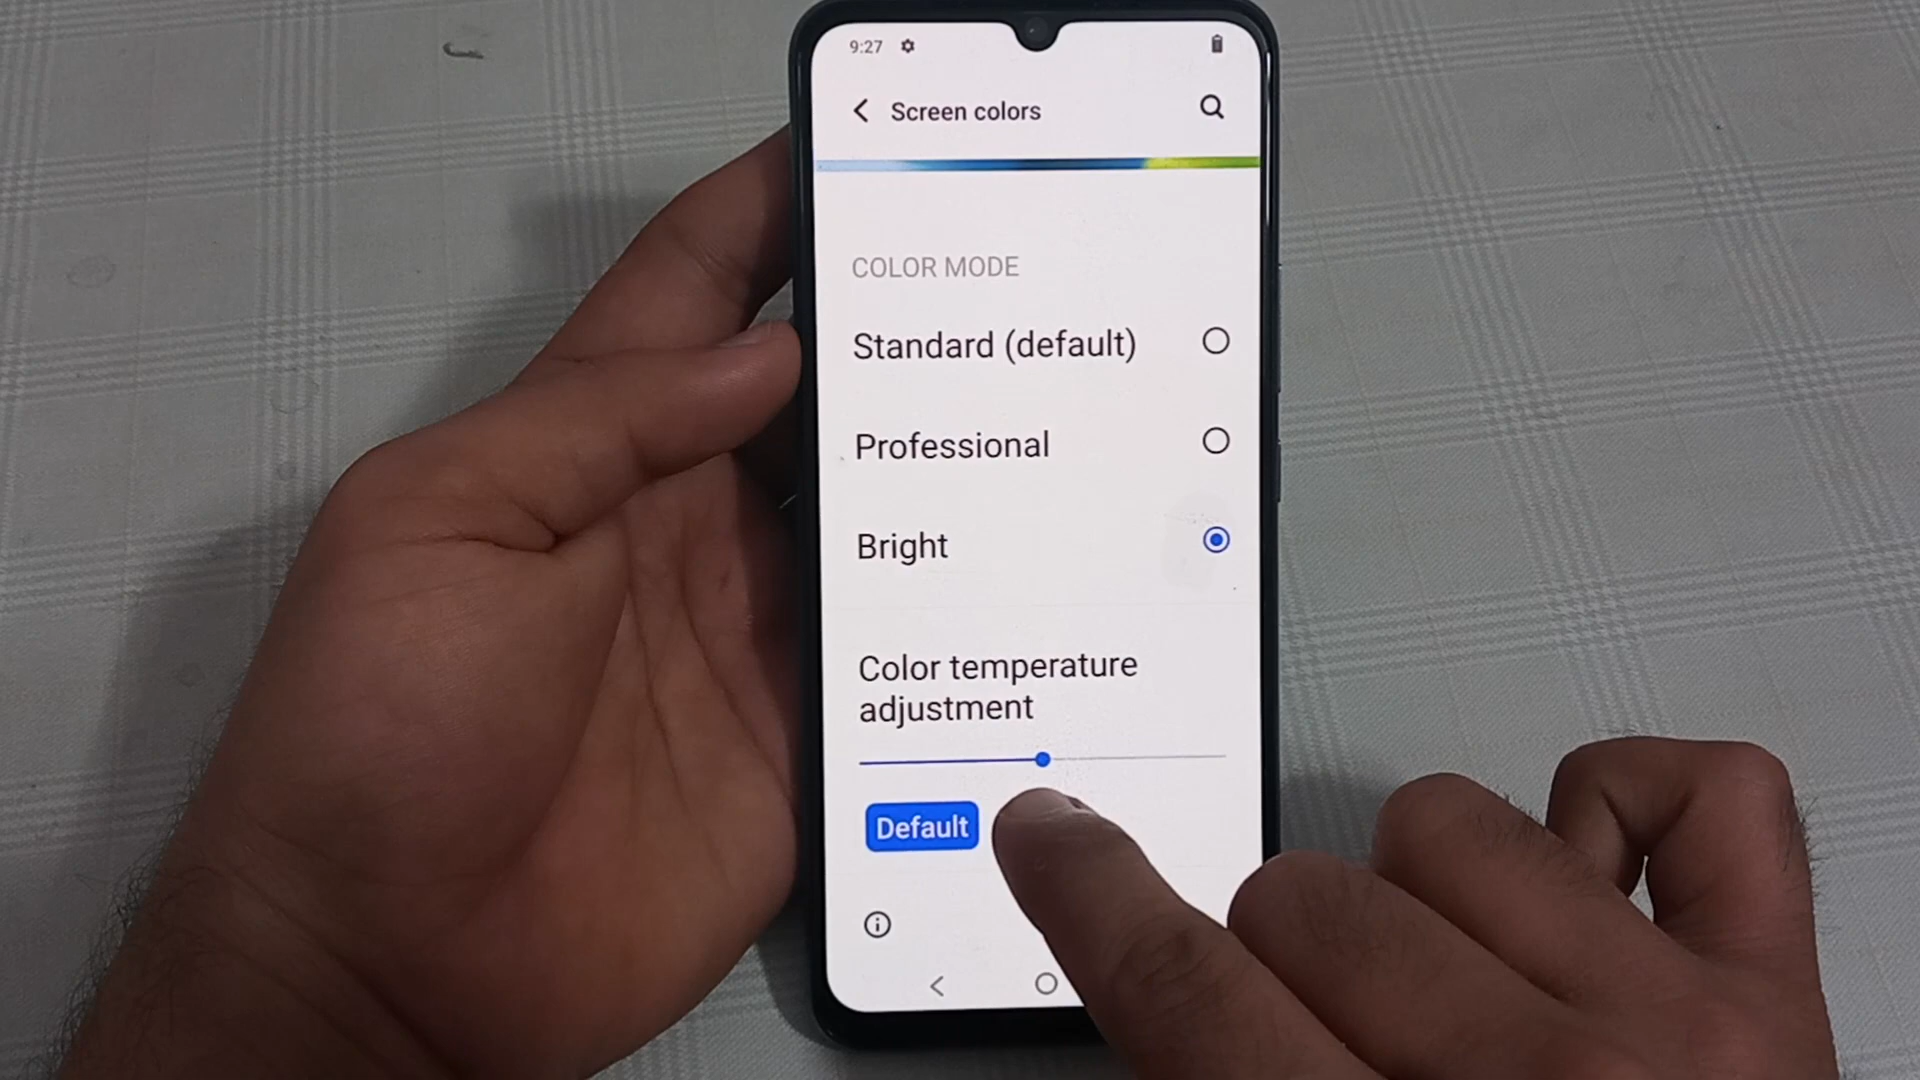 9:27
Screen colors
COLOR MODE
Standard (default)
Professional
Bright
Color temperature
adjustment
Default